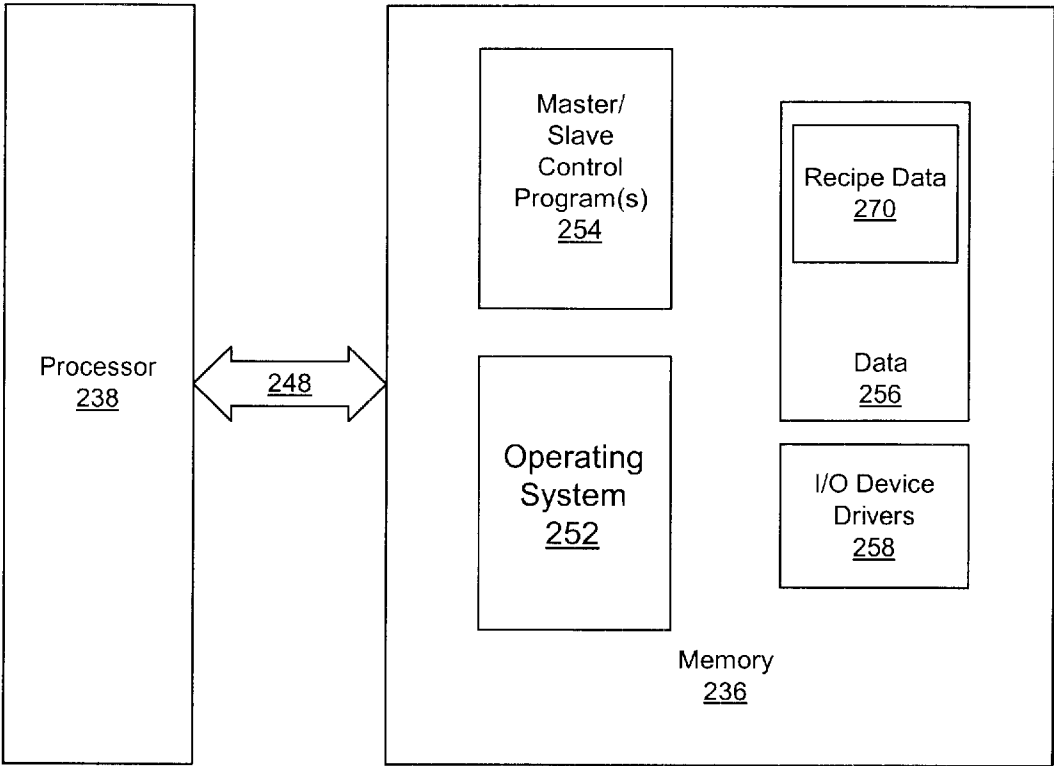 Processor
238
248
Master/
Slave
Control
Program(s)
254
Operating
System
252
Recipe Data
270
Data
256
I/O Device
Drivers
258
Memory
236